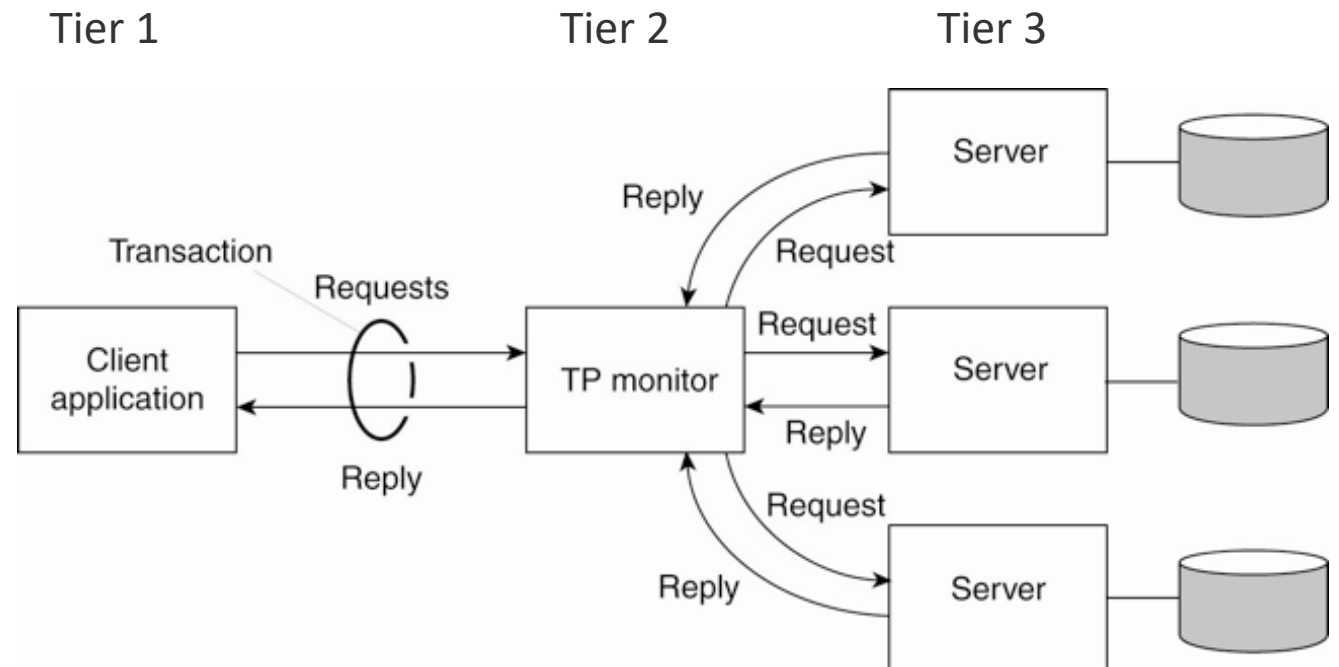 Tier 1
Tier 2
Tier 3
Server
Reply
Request
Transaction
Requests
Request
Client
application
TP monitor
Server
Reply
Reply
Request
Reply
Server